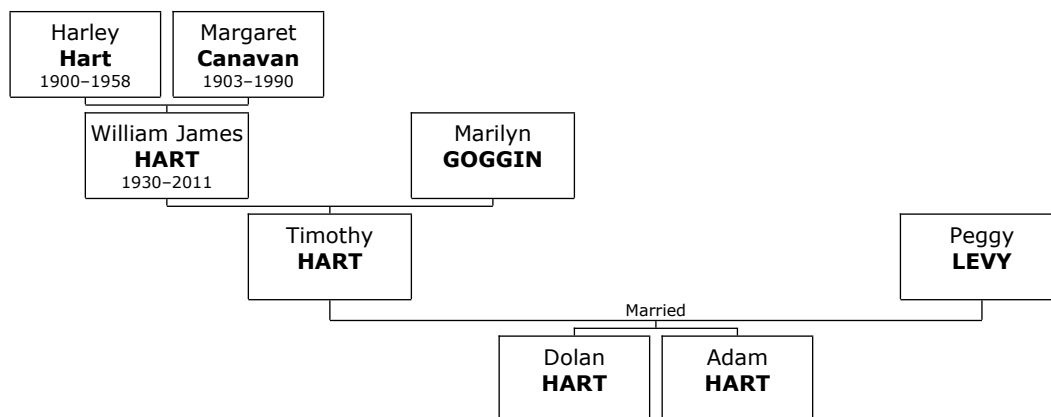 Harley
Hart
1900–1958
Margaret
Canavan
1903–1990
William James
HART
1930–2011
Marilyn
GOGGIN
Timothy
HART
Peggy
LEVY
Married
Dolan
HART
Adam
HART